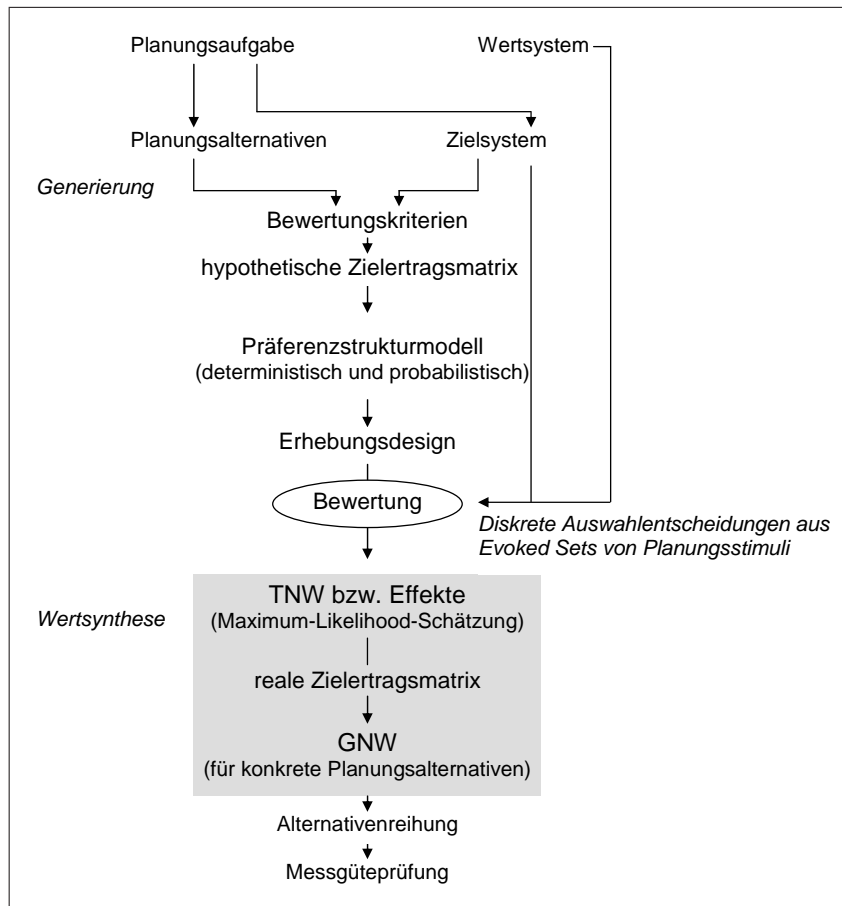 Planungsaufgabe
Wertsystem
Planungsalternativen
Zielsystem
Generierung
Bewertungskriterien
hypothetische Zielertragsmatrix
Präferenzstrukturmodell
(deterministisch und probabilistisch)
Erhebungsdesign
Bewertung
Diskrete Auswahlentscheidungen aus
Evoked Sets von Planungsstimuli
TNW bzw. Effekte
Wertsynthese
(Maximum-Likelihood-Schätzung)
reale Zielertragsmatrix
GNW
(für konkrete Planungsalternativen)
Alternativenreihung
Messgüteprüfung